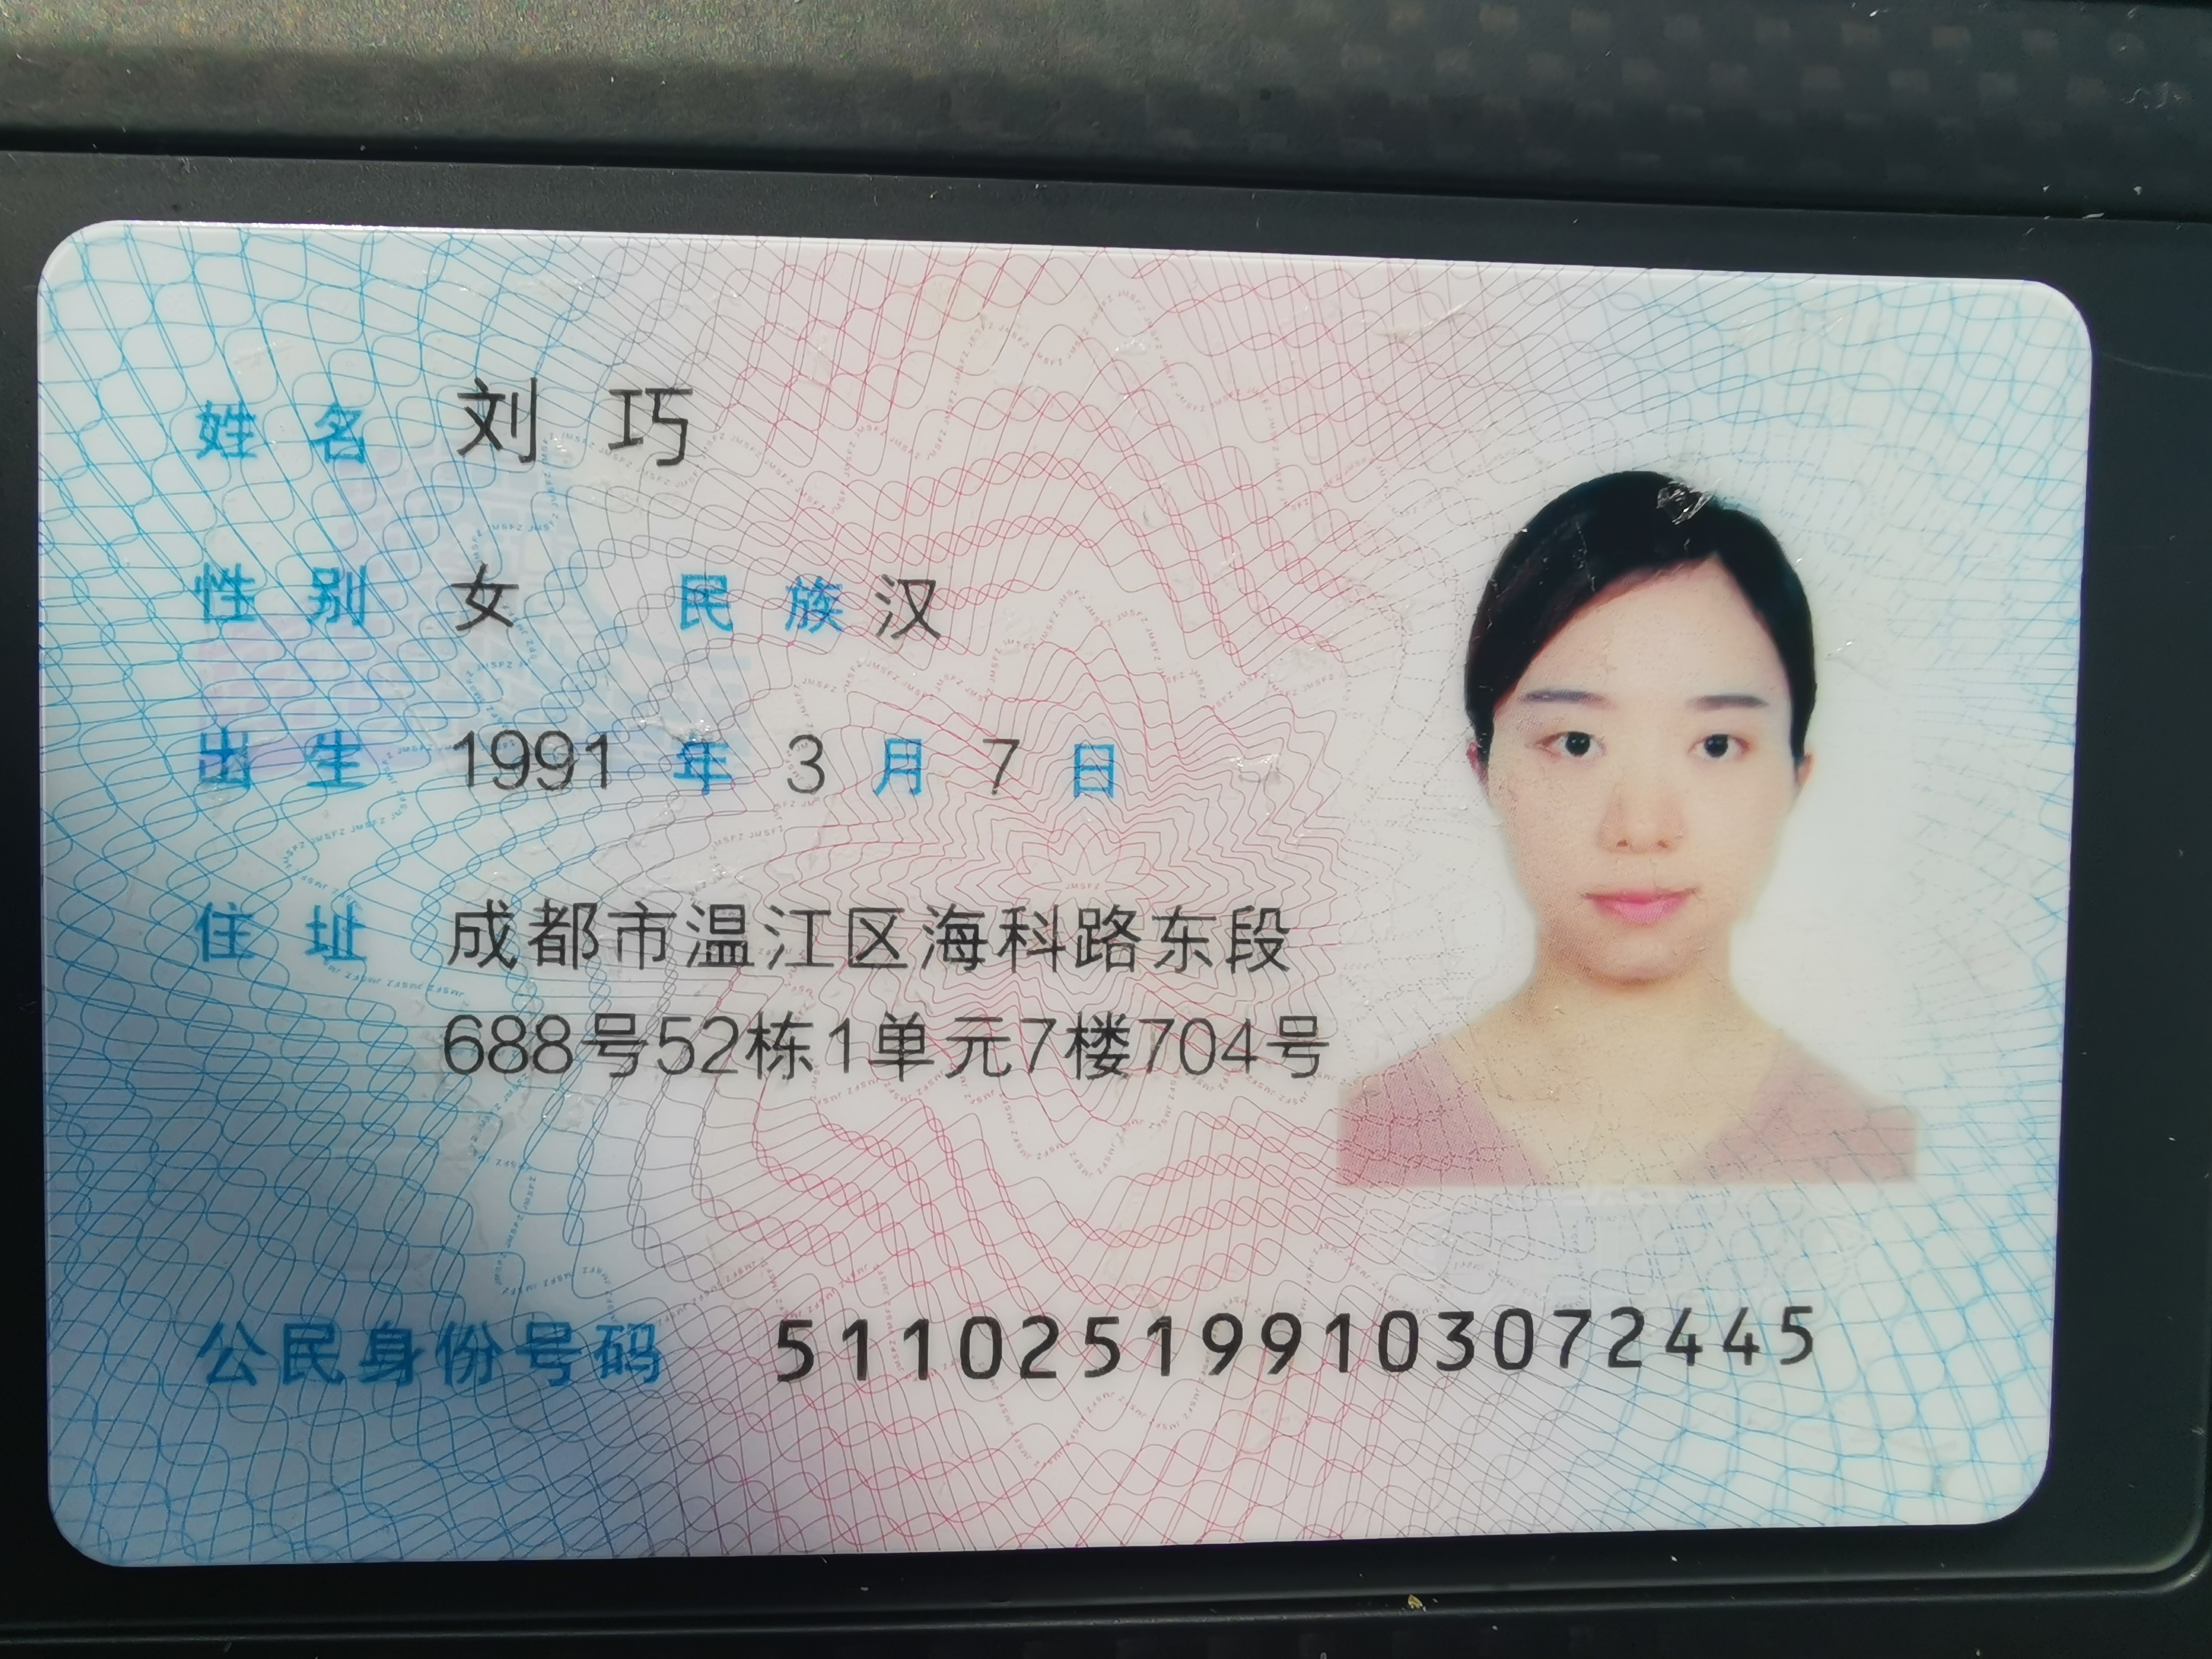 姓名 刘巧
性别 女 民族 汉
出生 1991 年 3 月 7 日
住址 成都市温江区海科路东段
688号52栋1单元7楼704号
公民身份号码 511025199103072445